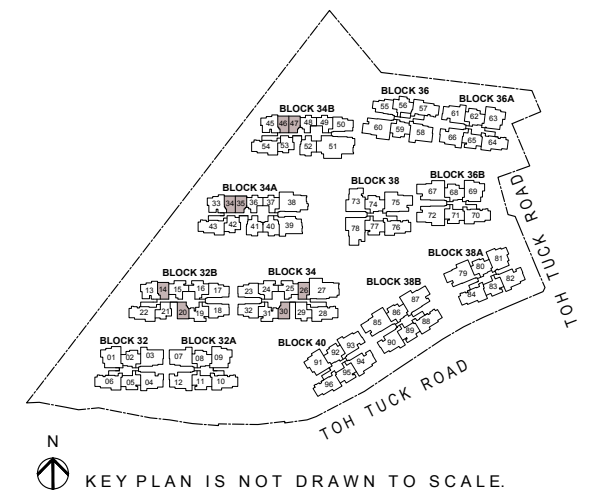 BLOCK 36
BLOCK 36A
55 56 57
61 62 63
60 59 58
66 65 64
BLOCK 34B
45 46 47 48 49 50
54 53 52 51
BLOCK 38
BLOCK 36B
73 74 75
67 68 69
78 77 76
72 71 70
BLOCK 34A
33 34 35 36 37 38
43 42 41 40 39
BLOCK 38A
79 80 81
84 83 82
TOH TUCK ROAD
BLOCK 32B
BLOCK 34
BLOCK 38B
13 14 15 16 17
23 24 25 26 27
85 86 87
22 21 20 19 18
32 31 30 29 28
90 89 88
BLOCK 32
BLOCK 32A
BLOCK 40
01 02 03
07 08 09
91 92 93
06 05 04
12 11 10
96 95 94
TOH TUCK ROAD
N
KEY PLAN IS NOT DRAWN TO SCALE.